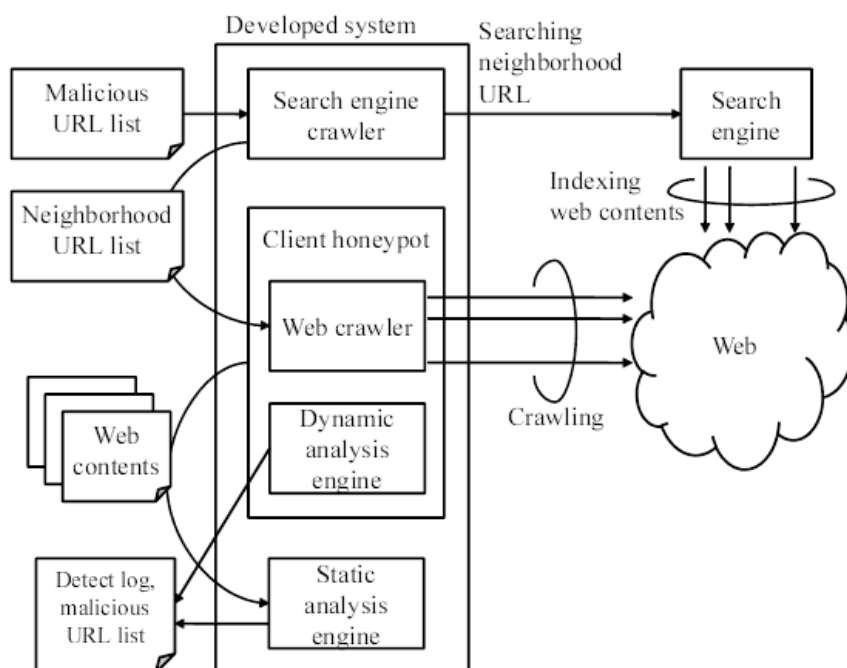 Developed system
Searching
neighborhood
URL
Malicious
URL list
Search engine
crawler
Search
engine
Neighborhood
URL list
Indexing
web contents
Client honeypot
Web crawler
Web
Crawling
Web
contents
Dynamic
analysis
engine
Detect log,
malicious
URL list
Static
analysis
engine